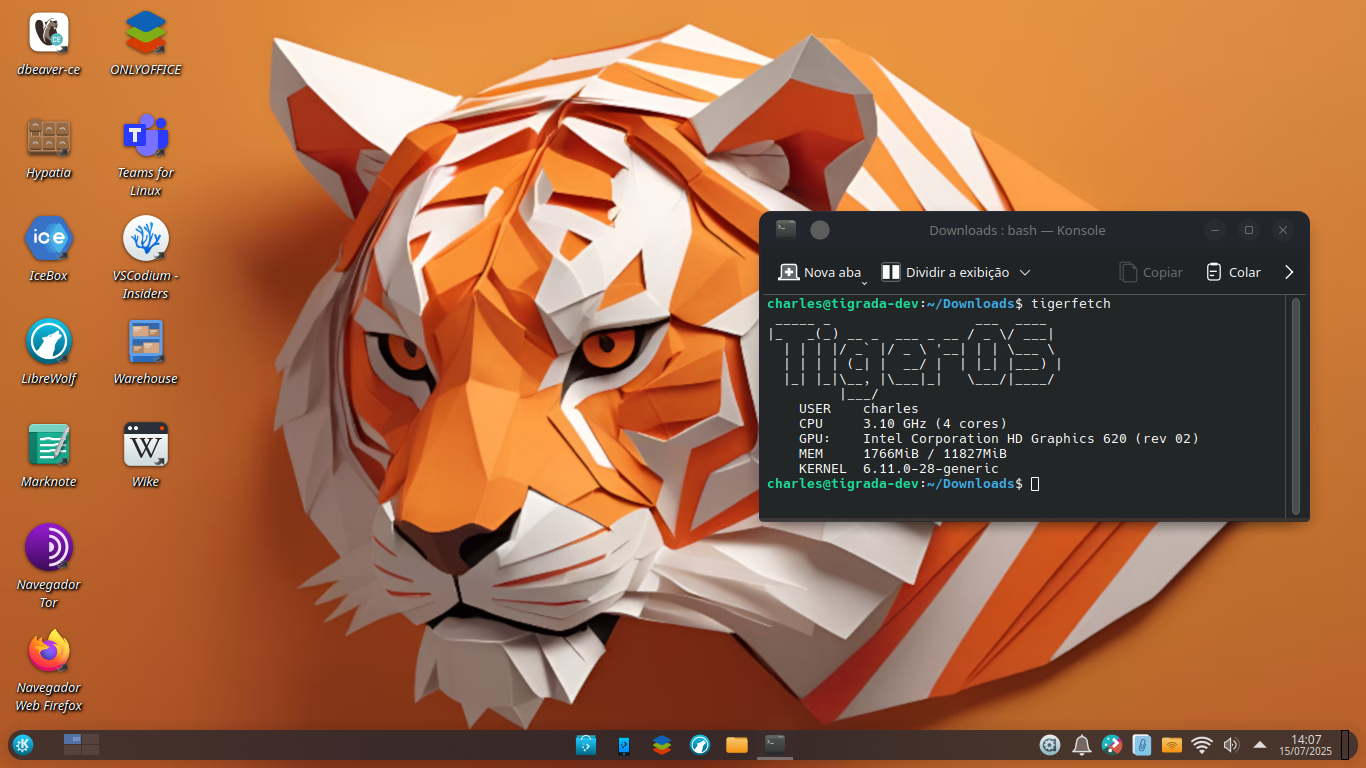 dbeaver-ce
ONLYOFFICE
Hypatia
Teams for
Linux
IceBox
VSCodium -
Insiders
LibreWolf
Warehouse
Marknote
Wike
Navegador
Tor
Navegador
Web Firefox
Downloads : bash — Konsole
Nova aba
Dividir a exibição
Copiar
Colar
charles@tigrada-dev:~/Downloads$ tigerfetch
Tiger OS
USER charles
CPU 3.10 GHz (4 cores)
GPU: Intel Corporation HD Graphics 620 (rev 02)
MEM 1766MiB / 11827MiB
KERNEL 6.11.0-28-generic
charles@tigrada-dev:~/Downloads$
14:07
15/07/2025